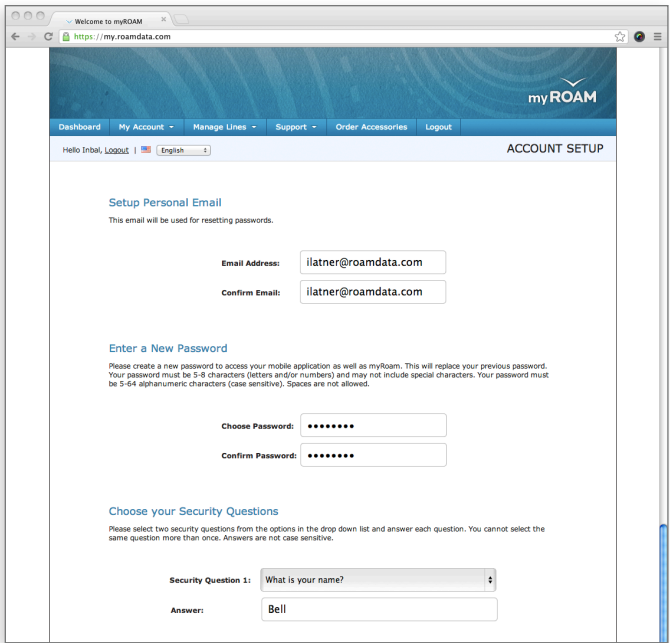 Welcome to myROAM
https://my.roamdata.com
myROAM
Dashboard My Account Manage Lines Support Order Accessories Logout
Hello Inbal, Logout | English
ACCOUNT SETUP
Setup Personal Email
This email will be used for resetting passwords.
Email Address: ilatner@roamdata.com
Confirm Email: ilatner@roamdata.com
Enter a New Password
Please create a new password to access your mobile application as well as myRoam. This will replace your previous password.
Your password must be 5-8 characters (letters and/or numbers) and may not include special characters. Your password must
be 5-64 alphanumeric characters (case sensitive). Spaces are not allowed.
Choose Password: ••••••••
Confirm Password: ••••••••
Choose your Security Questions
Please select two security questions from the options in the drop down list and answer each question. You cannot select the
same question more than once. Answers are not case sensitive.
Security Question 1: What is your name?
Answer: Bell